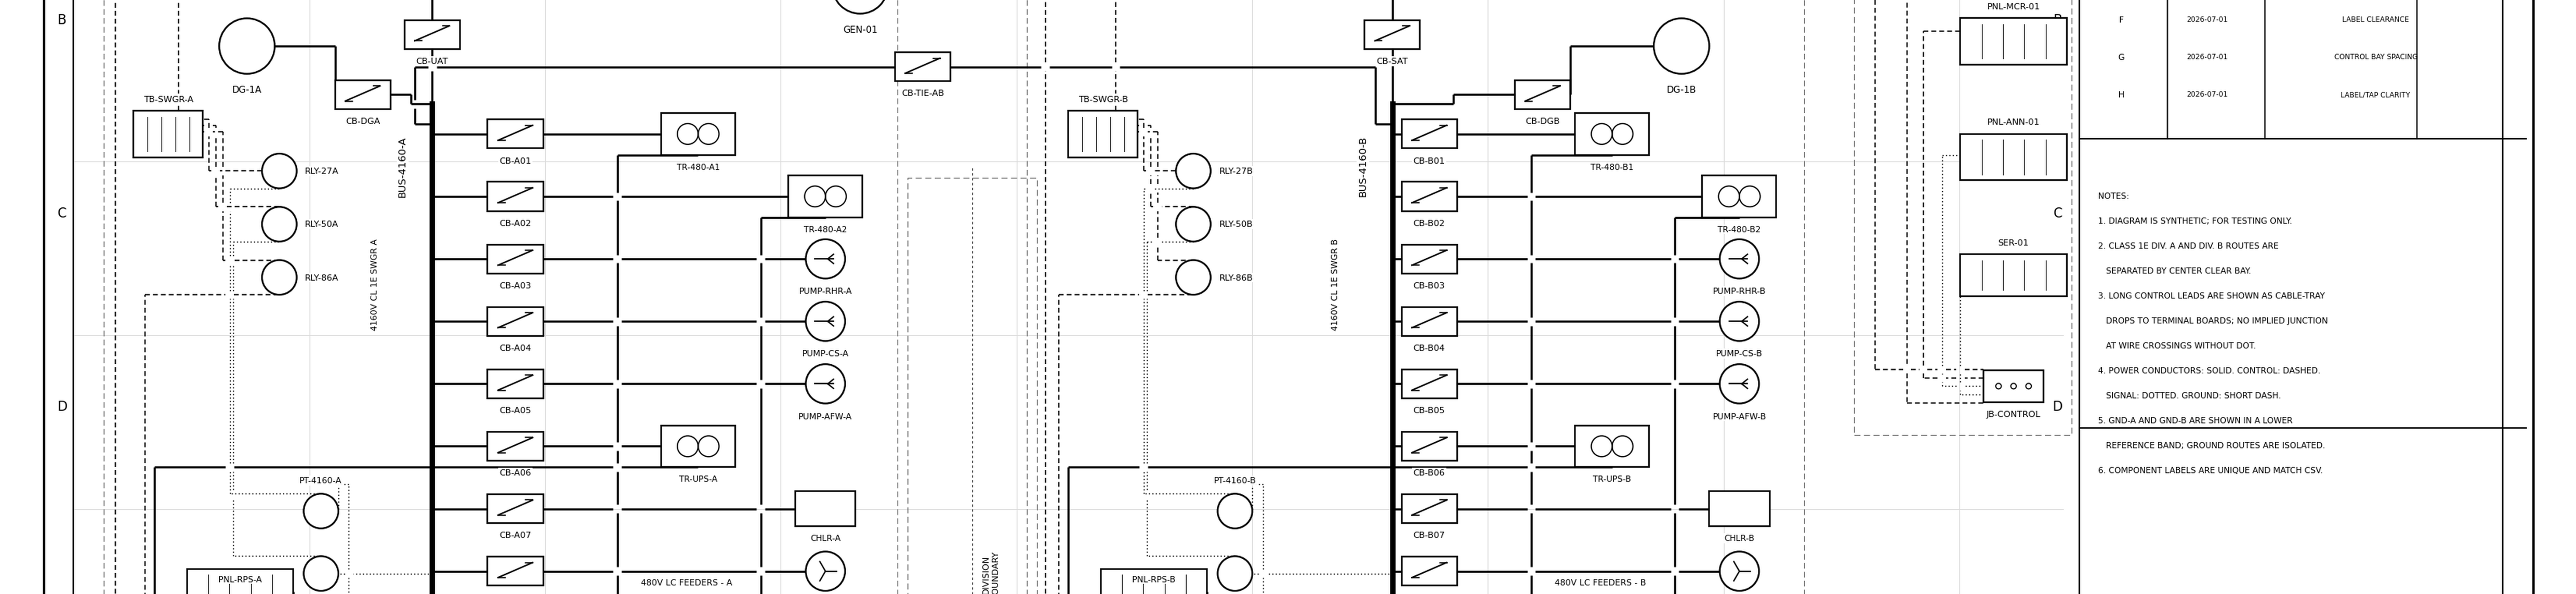 B
GEN-01
DG-1A
CB-UAT
CB-TIE-AB
CB-SAT
DG-1B
PNL-MCR-01
F 2026-07-01 LABEL CLEARANCE
G 2026-07-01 CONTROL BAY SPACING
H 2026-07-01 LABEL/TAP CLARITY
TB-SWGR-A
CB-DGA
TB-SWGR-B
CB-DGB
PNL-ANN-01
BUS-4160-A
CB-A01
TR-480-A1
BUS-4160-B
CB-B01
TR-480-B1
RLY-27A
RLY-27B
C
RLY-50A
CB-A02
TR-480-A2
RLY-50B
CB-B02
TR-480-B2
C
SER-01
4160V CL 1E SWGR A
4160V CL 1E SWGR B
RLY-86A
CB-A03
PUMP-RHR-A
RLY-86B
CB-B03
PUMP-RHR-B
CB-A04
PUMP-CS-A
CB-B04
PUMP-CS-B
D
CB-A05
PUMP-AFW-A
CB-B05
PUMP-AFW-B
JB-CONTROL
D
CB-A06
TR-UPS-A
CB-B06
TR-UPS-B
PT-4160-A
PT-4160-B
CB-A07
CHLR-A
CB-B07
CHLR-B
PNL-RPS-A
480V LC FEEDERS - A
PNL-RPS-B
480V LC FEEDERS - B
NOTES:
1. DIAGRAM IS SYNTHETIC; FOR TESTING ONLY.
2. CLASS 1E DIV. A AND DIV. B ROUTES ARE
SEPARATED BY CENTER CLEAR BAY.
3. LONG CONTROL LEADS ARE SHOWN AS CABLE-TRAY
DROPS TO TERMINAL BOARDS; NO IMPLIED JUNCTION
AT WIRE CROSSINGS WITHOUT DOT.
4. POWER CONDUCTORS: SOLID. CONTROL: DASHED.
SIGNAL: DOTTED. GROUND: SHORT DASH.
5. GND-A AND GND-B ARE SHOWN IN A LOWER
REFERENCE BAND; GROUND ROUTES ARE ISOLATED.
6. COMPONENT LABELS ARE UNIQUE AND MATCH CSV.